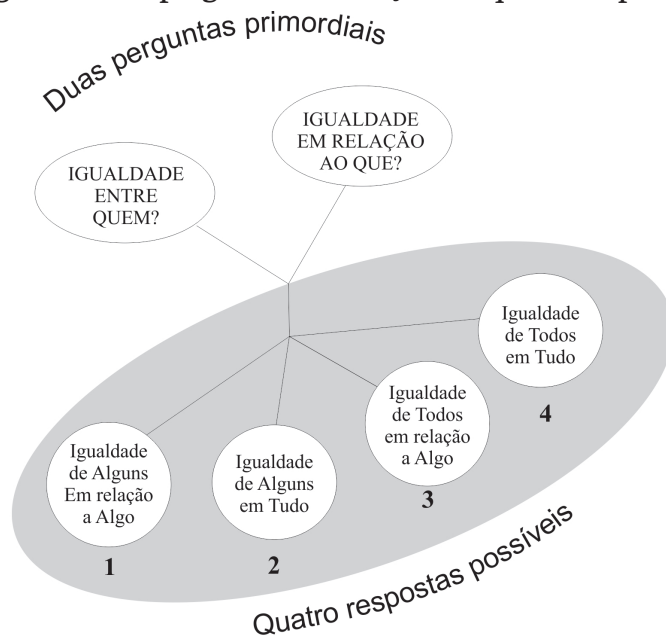 Duas perguntas primordiais
IGUALDADE
EM RELAÇÃO
AO QUE?
IGUALDADE
ENTRE
QUEM?
Igualdade
de Todos
em Tudo
4
Igualdade
de Todos
em relação
a Algo
3
Igualdade
de Alguns
em Tudo
2
Igualdade
de Alguns
Em relação
a Algo
1
Quatro respostas possíveis